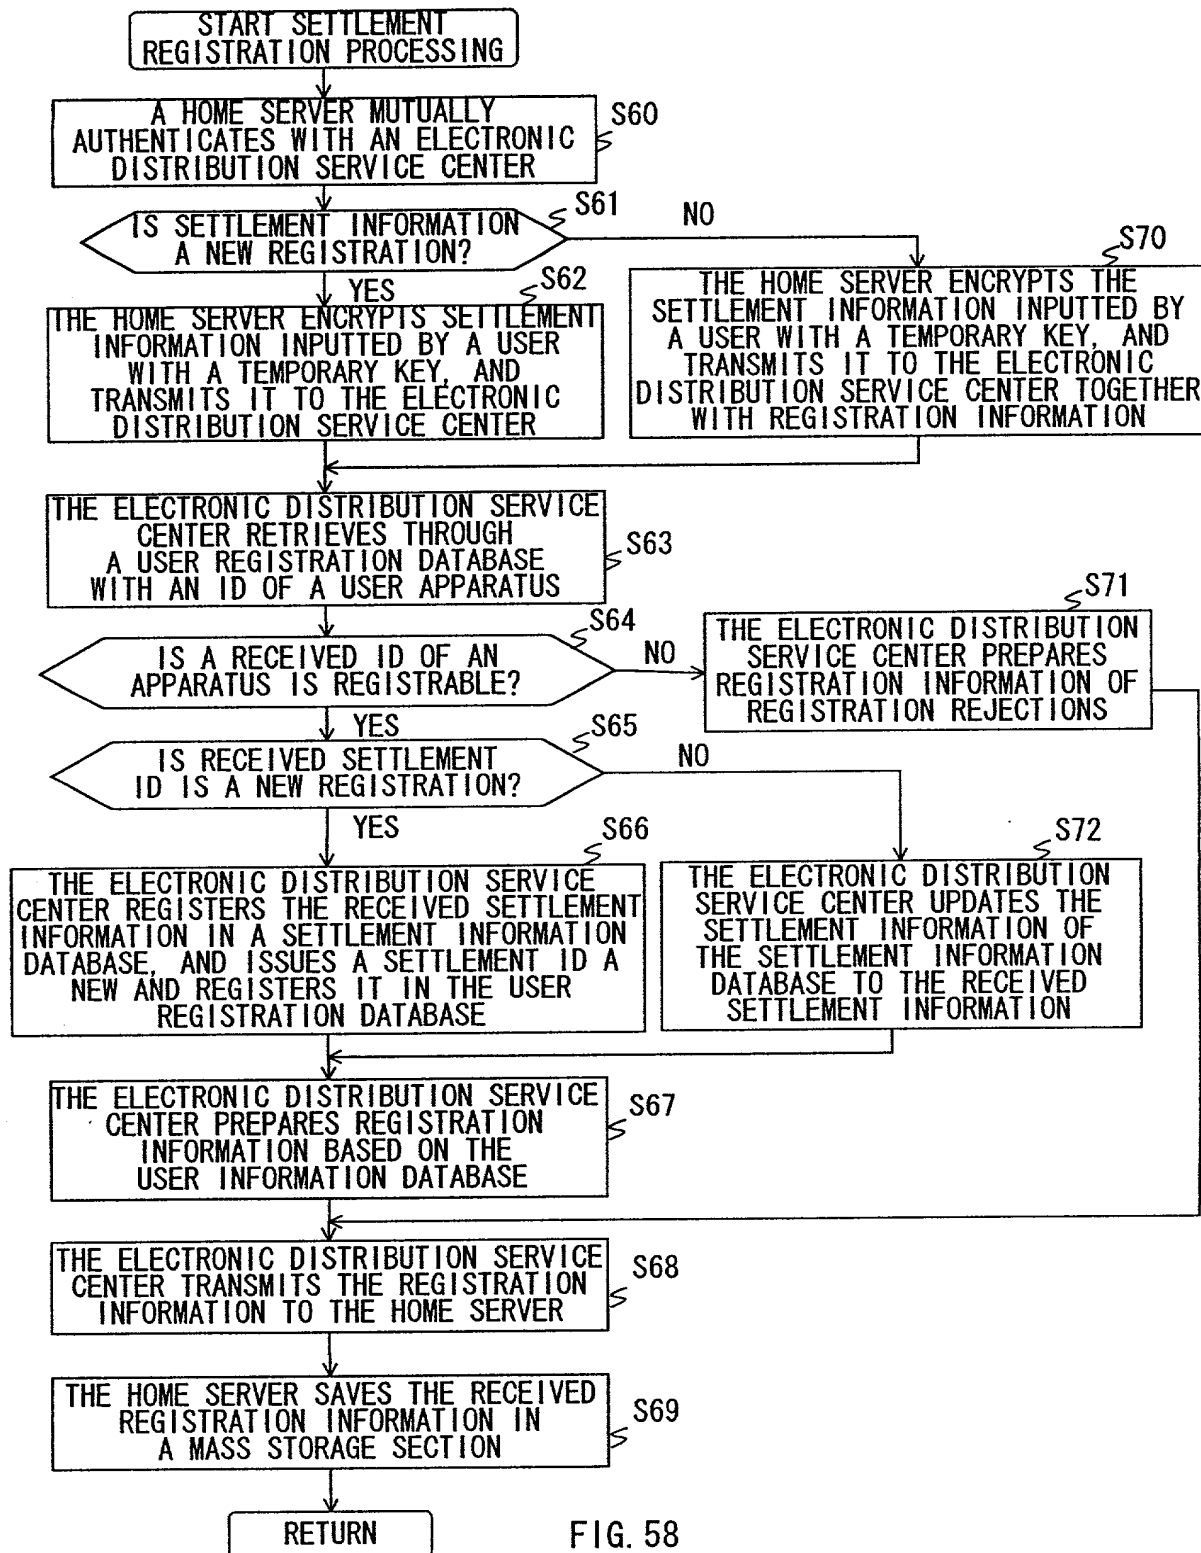 START SETTLEMENT
REGISTRATION PROCESSING
A HOME SERVER MUTUALLY
AUTHENTICATES WITH AN ELECTRONIC
DISTRIBUTION SERVICE CENTER
S60
IS SETTLEMENT INFORMATION
A NEW REGISTRATION?
S61
NO
YES
S62
THE HOME SERVER ENCRYPTS SETTLEMENT
INFORMATION INPUTTED BY A USER
WITH A TEMPORARY KEY, AND
TRANSMITS IT TO THE ELECTRONIC
DISTRIBUTION SERVICE CENTER
S70
THE HOME SERVER ENCRYPTS THE
SETTLEMENT INFORMATION INPUTTED BY
A USER WITH A TEMPORARY KEY, AND
TRANSMITS IT TO THE ELECTRONIC
DISTRIBUTION SERVICE CENTER TOGETHER
WITH REGISTRATION INFORMATION
THE ELECTRONIC DISTRIBUTION SERVICE
CENTER RETRIEVES THROUGH
A USER REGISTRATION DATABASE
WITH AN ID OF A USER APPARATUS
S63
S64
IS A RECEIVED ID OF AN
APPARATUS IS REGISTRABLE?
NO
YES
S71
THE ELECTRONIC DISTRIBUTION
SERVICE CENTER PREPARES
REGISTRATION INFORMATION OF
REGISTRATION REJECTIONS
S65
IS RECEIVED SETTLEMENT
ID IS A NEW REGISTRATION?
NO
YES
S66
THE ELECTRONIC DISTRIBUTION SERVICE
CENTER REGISTERS THE RECEIVED SETTLEMENT
INFORMATION IN A SETTLEMENT INFORMATION
DATABASE, AND ISSUES A SETTLEMENT ID A
NEW AND REGISTERS IT IN THE USER
REGISTRATION DATABASE
S72
THE ELECTRONIC DISTRIBUTION
SERVICE CENTER UPDATES THE
SETTLEMENT INFORMATION OF
THE SETTLEMENT INFORMATION
DATABASE TO THE RECEIVED
SETTLEMENT INFORMATION
THE ELECTRONIC DISTRIBUTION SERVICE
CENTER PREPARES REGISTRATION
INFORMATION BASED ON THE
USER INFORMATION DATABASE
S67
THE ELECTRONIC DISTRIBUTION SERVICE
CENTER TRANSMITS THE REGISTRATION
INFORMATION TO THE HOME SERVER
S68
THE HOME SERVER SAVES THE RECEIVED
REGISTRATION INFORMATION IN
A MASS STORAGE SECTION
S69
RETURN
FIG. 58